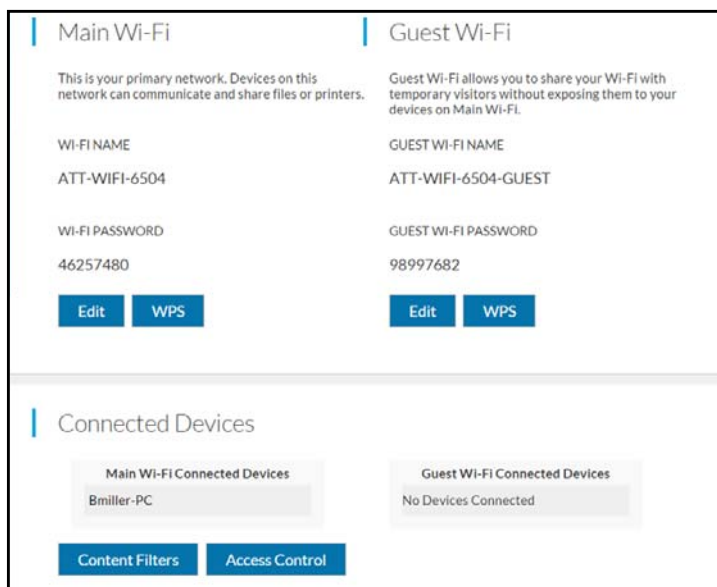 Main Wi-Fi
This is your primary network. Devices on this
network can communicate and share files or printers.
WI-FI NAME
ATT-WIFI-6504
WI-FI PASSWORD
46257480
Edit WPS
Guest Wi-Fi
Guest Wi-Fi allows you to share your Wi-Fi with
temporary visitors without exposing them to your
devices on Main Wi-Fi.
GUEST WI-FI NAME
ATT-WIFI-6504-GUEST
GUEST WI-FI PASSWORD
98997682
Edit WPS
Connected Devices
Main Wi-Fi Connected Devices
Bmiller-PC
Guest Wi-Fi Connected Devices
No Devices Connected
Content Filters Access Control